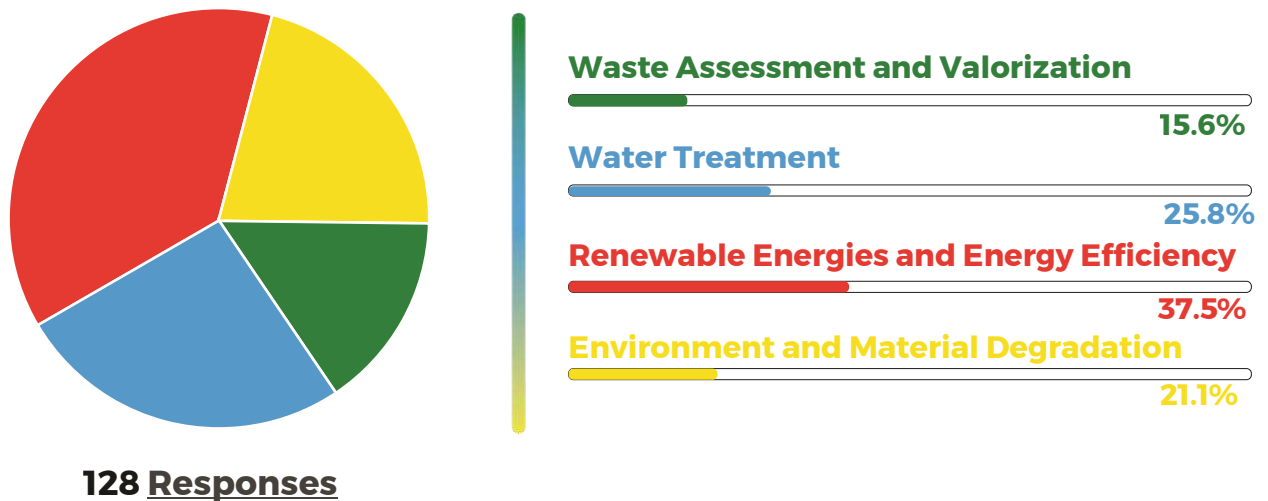 Waste Assessment and Valorization
15.6%
Water Treatment
25.8%
Renewable Energies and Energy Efficiency
37.5%
Environment and Material Degradation
21.1%
128 Responses